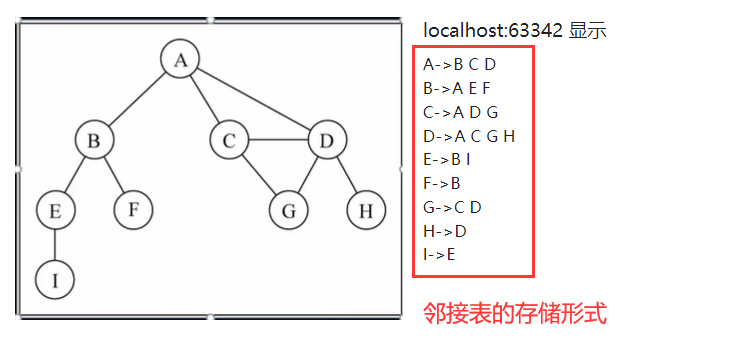 A
B
C
D
E
F
G
H
I
localhost:63342 显示
A->B C D
B->A E F
C->A D G
D->A C G H
E->B I
F->B
G->C D
H->D
I->E
邻接表的存储形式